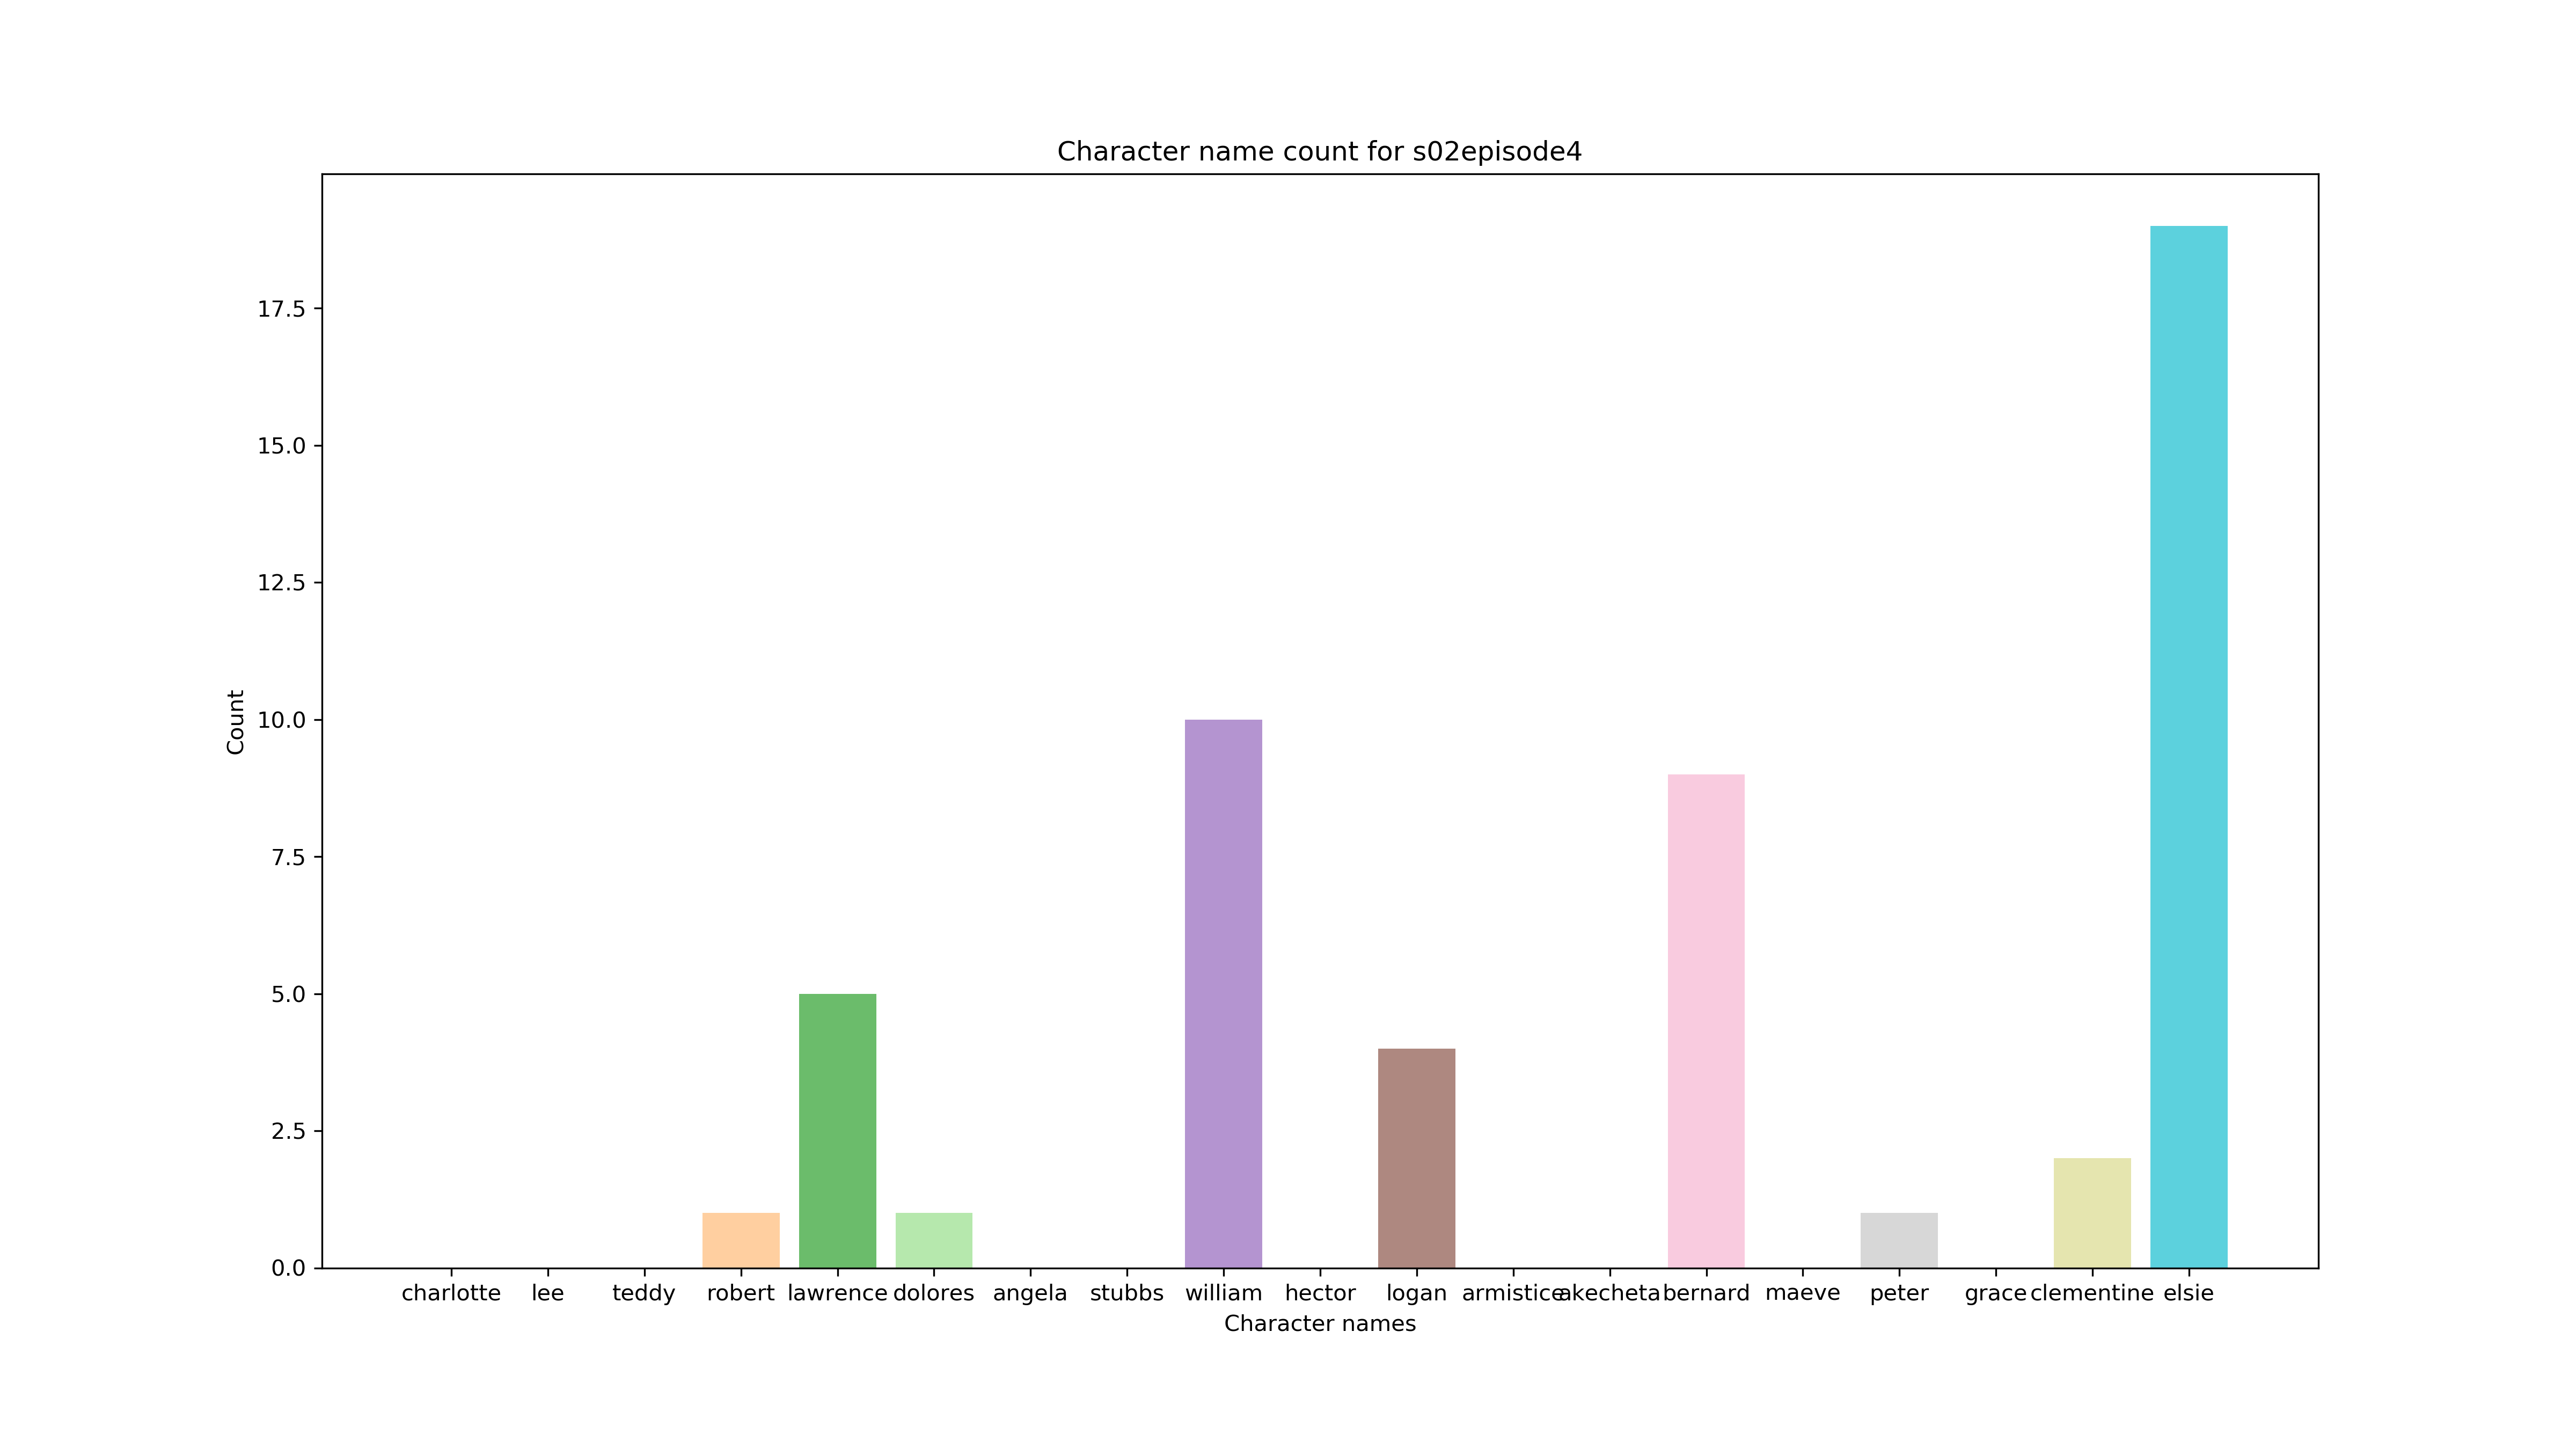 Character name count for s02episode4
17.5
15.0
12.5
10.0
7.5
5.0
2.5
0.0
Count
charlotte lee teddy robert lawrence dolores angela stubbs william hector logan armistice akecheta bernard maeve peter grace clementine elsie
Character names